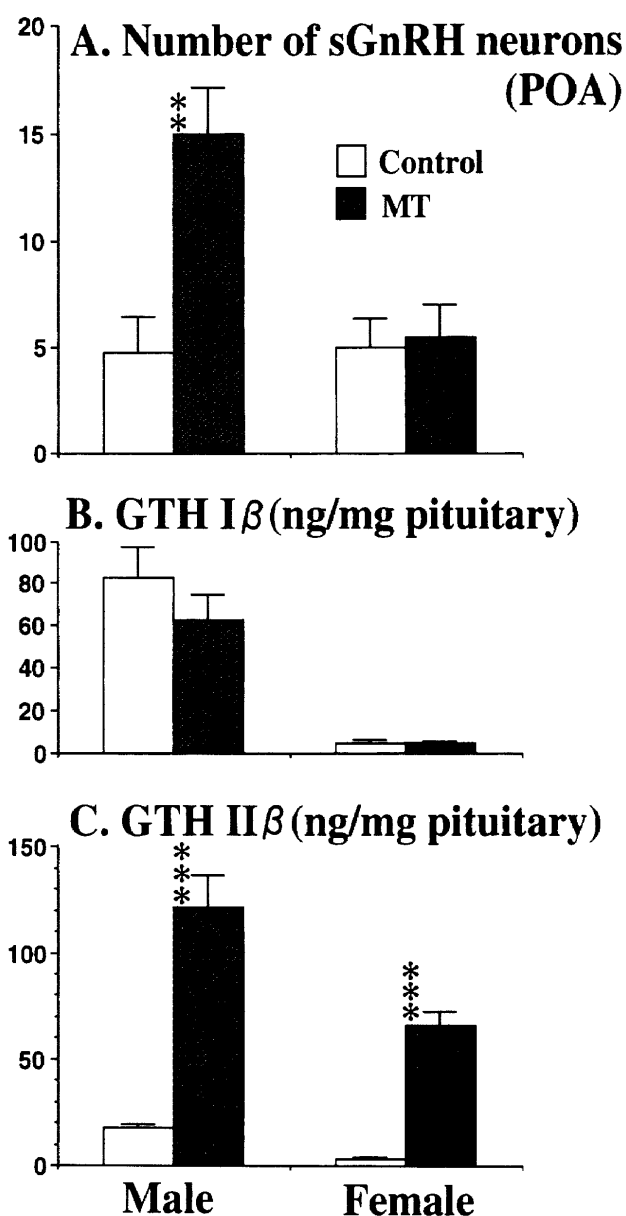 A. Number of sGnRH neurons
(POA)
20
15
10
5
0
**
Control
MT
B. GTH Iβ(ng/mg pituitary)
100
80
60
40
20
0
C. GTH IIβ(ng/mg pituitary)
150
100
50
0
***
***
Male Female